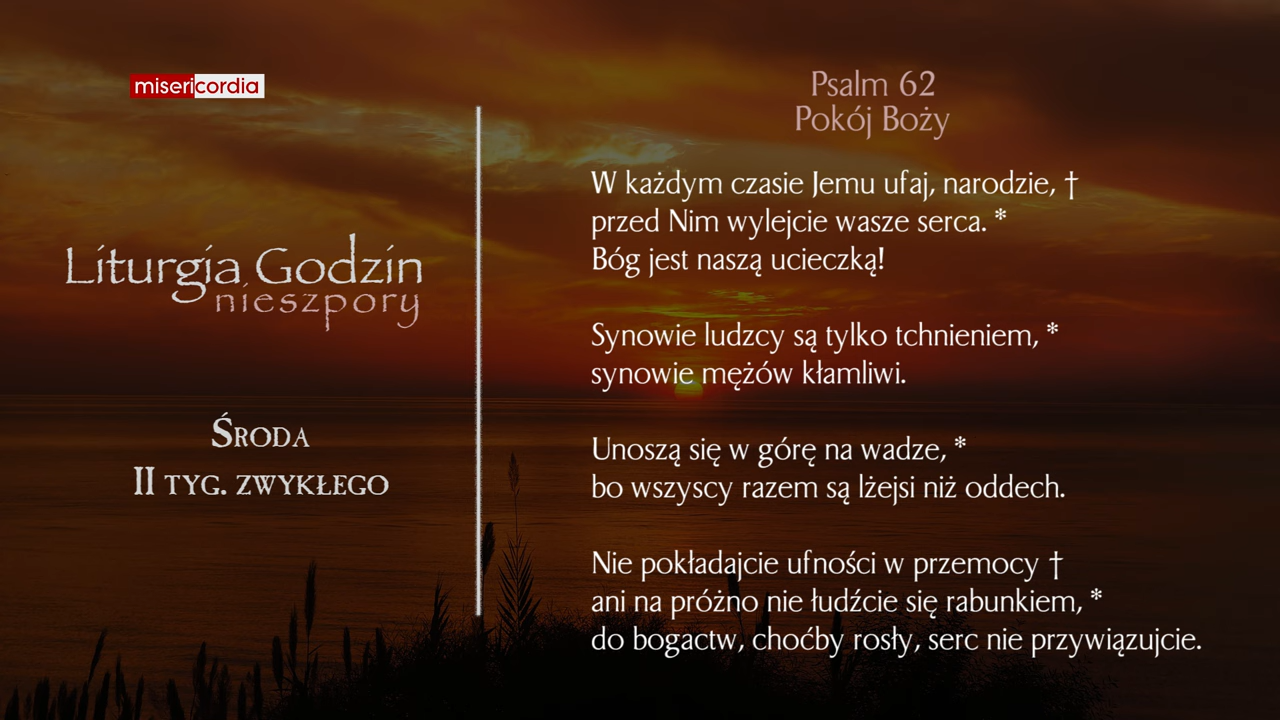 misericordia
Liturgia Godzin
nieszpory
Środa
II tyg. zwykłego
Psalm 62
Pokój Boży
W każdym czasie Jemu ufaj, narodzie, †
przed Nim wylejcie wasze serca. *
Bóg jest naszą ucieczką!
Synowie ludzcy są tylko tchnieniem, *
synowie mężów kłamliwi.
Unoszą się w górę na wadze, *
bo wszyscy razem są lżejsi niż oddech.
Nie pokładajcie ufności w przemocy †
ani na próżno nie łudźcie się rabunkiem, *
do bogactw, choćby rosły, serc nie przywiązujcie.